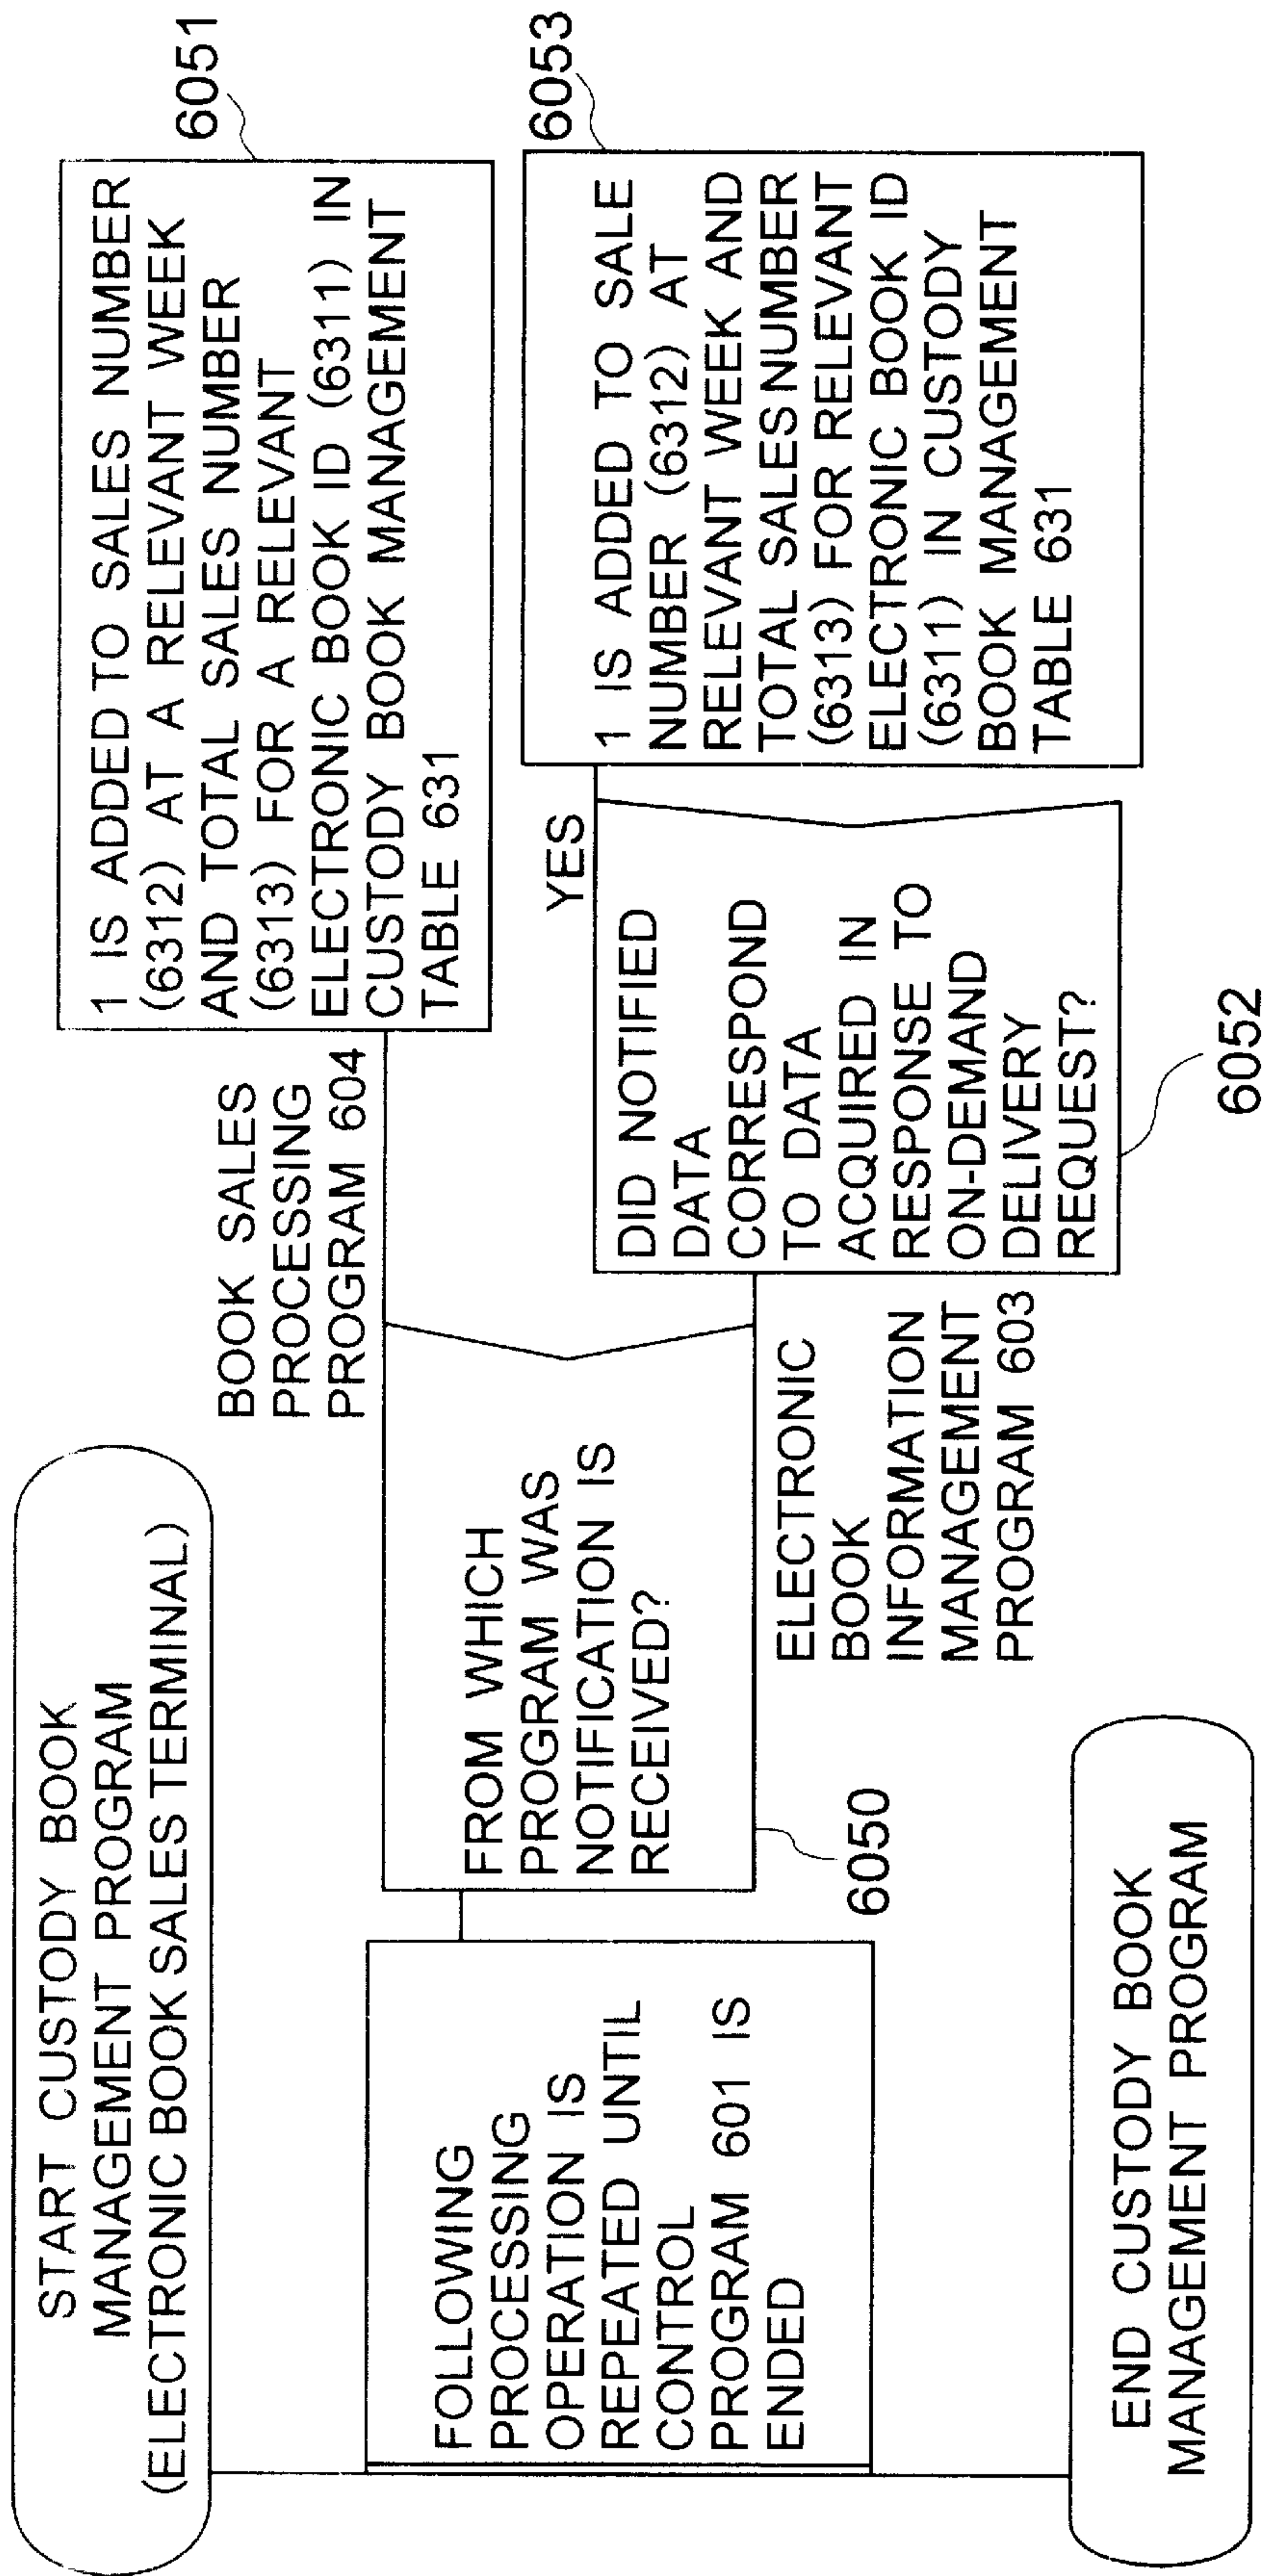 START CUSTODY BOOK
MANAGEMENT PROGRAM
(ELECTRONIC BOOK SALES TERMINAL)
FOLLOWING
PROCESSING
OPERATION IS
REPEATED UNTIL
CONTROL
PROGRAM 601 IS
ENDED
FROM WHICH
PROGRAM WAS
NOTIFICATION IS
RECEIVED?
6050
BOOK SALES
PROCESSING
PROGRAM 604
1 IS ADDED TO SALES NUMBER
(6312) AT A RELEVANT WEEK
AND TOTAL SALES NUMBER
(6313) FOR A RELEVANT
ELECTRONIC BOOK ID (6311) IN
CUSTODY BOOK MANAGEMENT
TABLE 631
6051
ELECTRONIC
BOOK
INFORMATION
MANAGEMENT
PROGRAM 603
DID NOTIFIED
DATA
CORRESPOND
TO DATA
ACQUIRED IN
RESPONSE TO
ON-DEMAND
DELIVERY
REQUEST?
6052
YES
1 IS ADDED TO SALE
NUMBER (6312) AT
RELEVANT WEEK AND
TOTAL SALES NUMBER
(6313) FOR RELEVANT
ELECTRONIC BOOK ID
(6311) IN CUSTODY
BOOK MANAGEMENT
TABLE 631
6053
END CUSTODY BOOK
MANAGEMENT PROGRAM